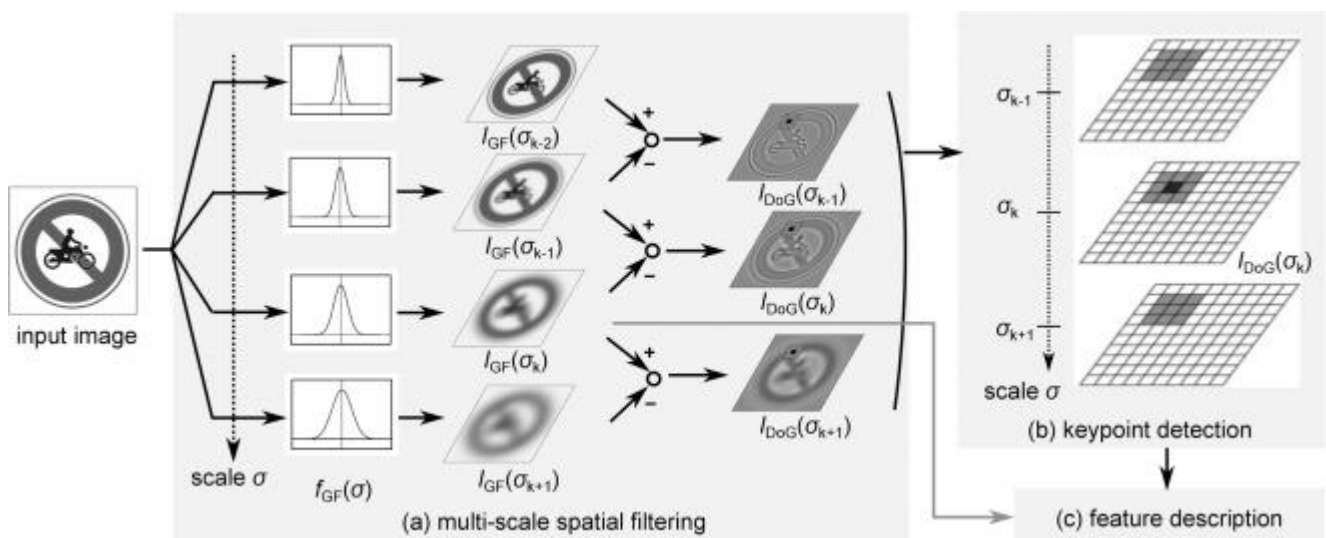 input image
scale σ
f_GF(σ)
I_GF(σ_k-2)
I_GF(σ_k-1)
I_GF(σ_k)
I_GF(σ_k+1)
+
−
+
−
+
−
I_DoG(σ_k-1)
I_DoG(σ_k)
I_DoG(σ_k+1)
(a) multi-scale spatial filtering
σ_k-1
σ_k
σ_k+1
scale σ
I_DoG(σ_k)
(b) keypoint detection
(c) feature description